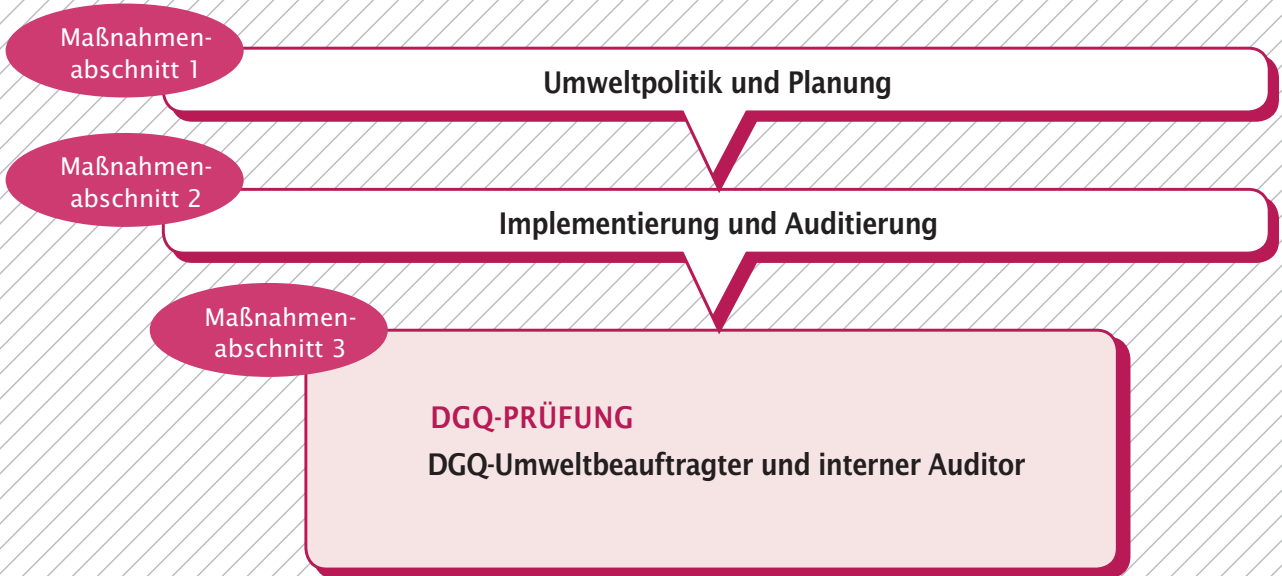 Maßnahmen-
abschnitt 1
Umweltpolitik und Planung
Maßnahmen-
abschnitt 2
Implementierung und Auditierung
Maßnahmen-
abschnitt 3
DGQ-PRÜFUNG
DGQ-Umweltbeauftragter und interner Auditor